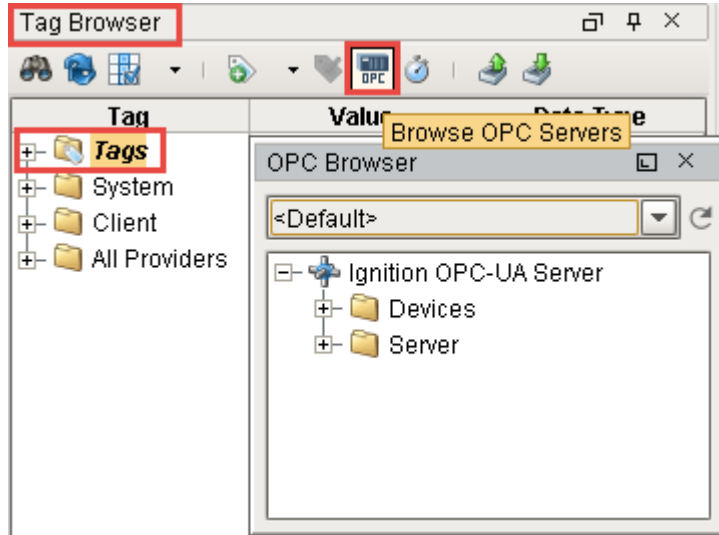 Tag Browser
OPC
Tag
Value
Browse OPC Servers
Tags
OPC Browser
System
<Default>
Client
All Providers
Ignition OPC-UA Server
Devices
Server